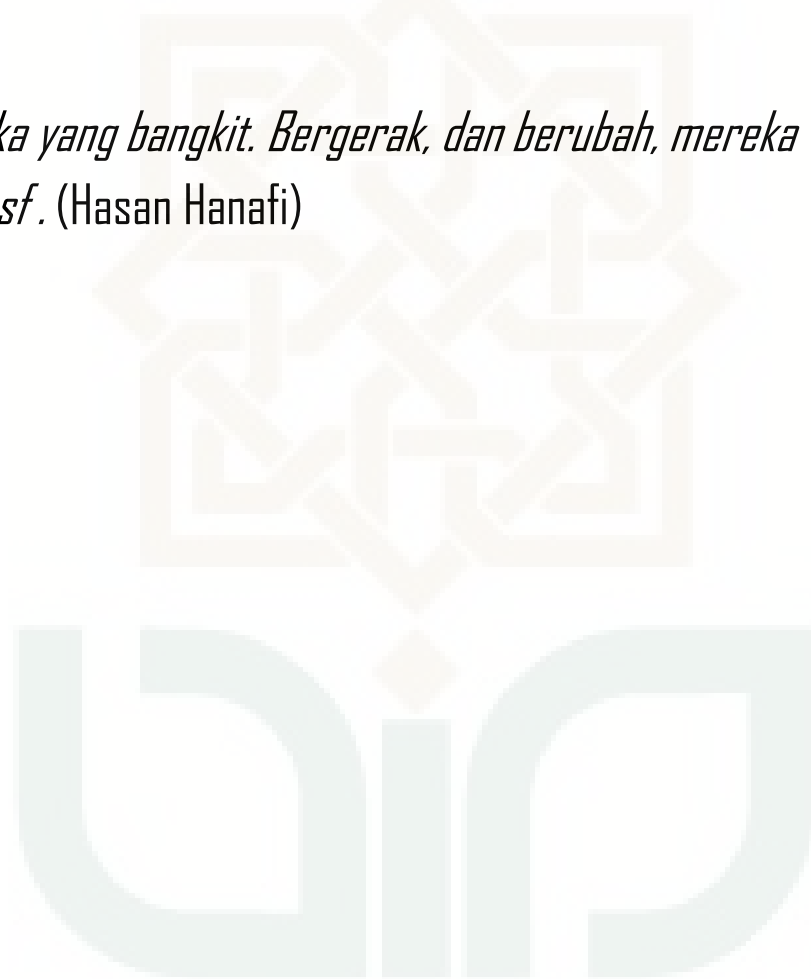 ka yang bangkit. Bergerak, dan berubah, mereka
sf . (Hasan Hanafi)